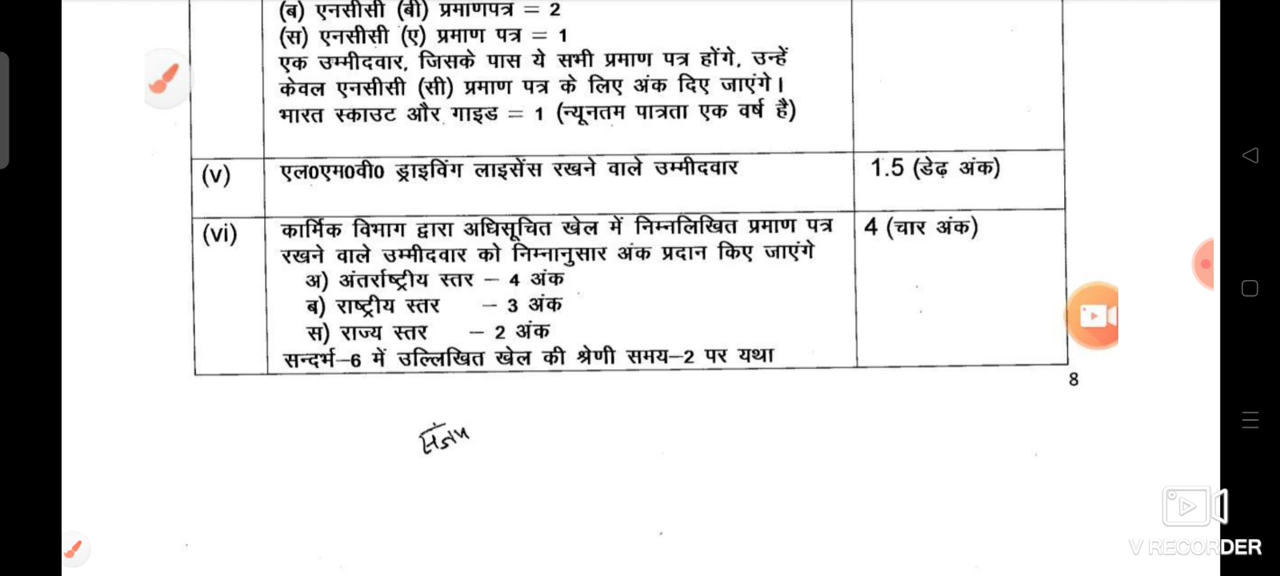 (ब) एनसीसी (बी) प्रमाणपत्र = 2
(स) एनसीसी (ए) प्रमाण पत्र = 1
एक उम्मीदवार, जिसके पास ये सभी प्रमाण पत्र होंगे, उन्हें
केवल एनसीसी (सी) प्रमाण पत्र के लिए अंक दिए जाएंगे।
भारत स्काउट और गाइड = 1 (न्यूनतम पात्रता एक वर्ष है)
(v) एल0एम0वी0 ड्राइविंग लाइसेंस रखने वाले उम्मीदवार 1.5 (डेढ़ अंक)
(vi) कार्मिक विभाग द्वारा अधिसूचित खेल में निम्नलिखित प्रमाण पत्र 4 (चार अंक)
रखने वाले उम्मीदवार को निम्नानुसार अंक प्रदान किए जाएंगे
अ) अंतर्राष्ट्रीय स्तर – 4 अंक
ब) राष्ट्रीय स्तर – 3 अंक
स) राज्य स्तर – 2 अंक
सन्दर्भ–6 में उल्लिखित खेल की श्रेणी समय–2 पर यथा
8
V RECORDER